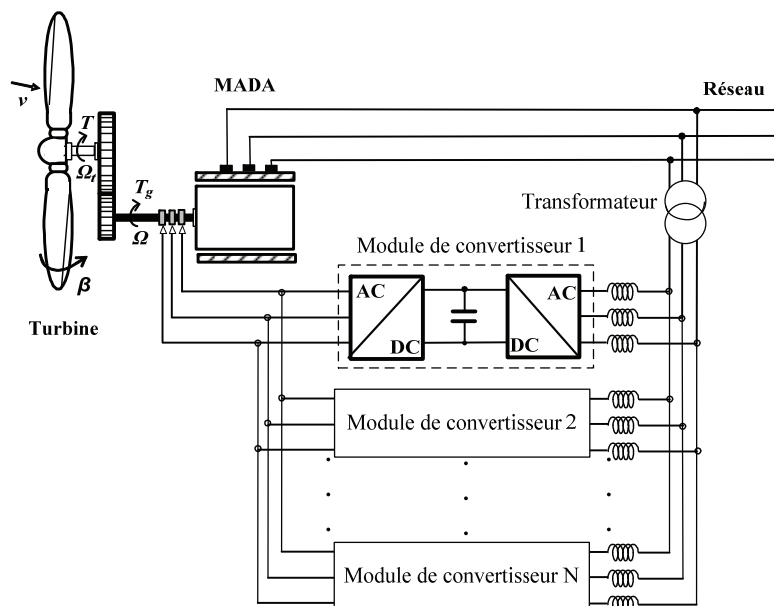 MADA
Réseau
v
T
Ω_t
T_g
Ω
β
Turbine
Transformateur
Module de convertisseur 1
AC
DC
AC
DC
Module de convertisseur 2
Module de convertisseur N